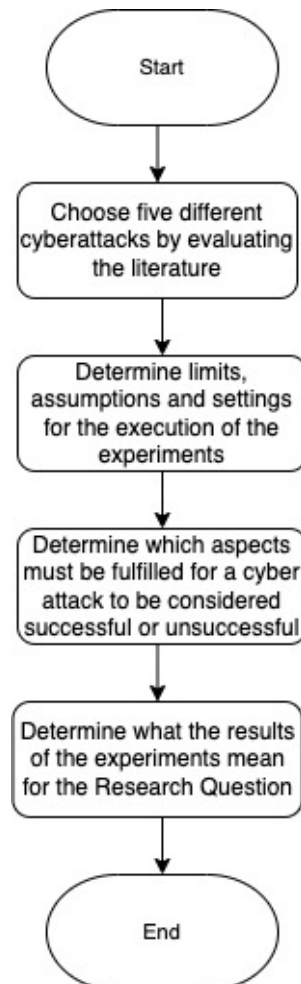 Start
Choose five different
cyberattacks by evaluating
the literature
Determine limits,
assumptions and settings
for the execution of the
experiments
Determine which aspects
must be fulfilled for a cyber
attack to be considered
successful or unsuccessful
Determine what the results
of the experiments mean
for the Research Question
End